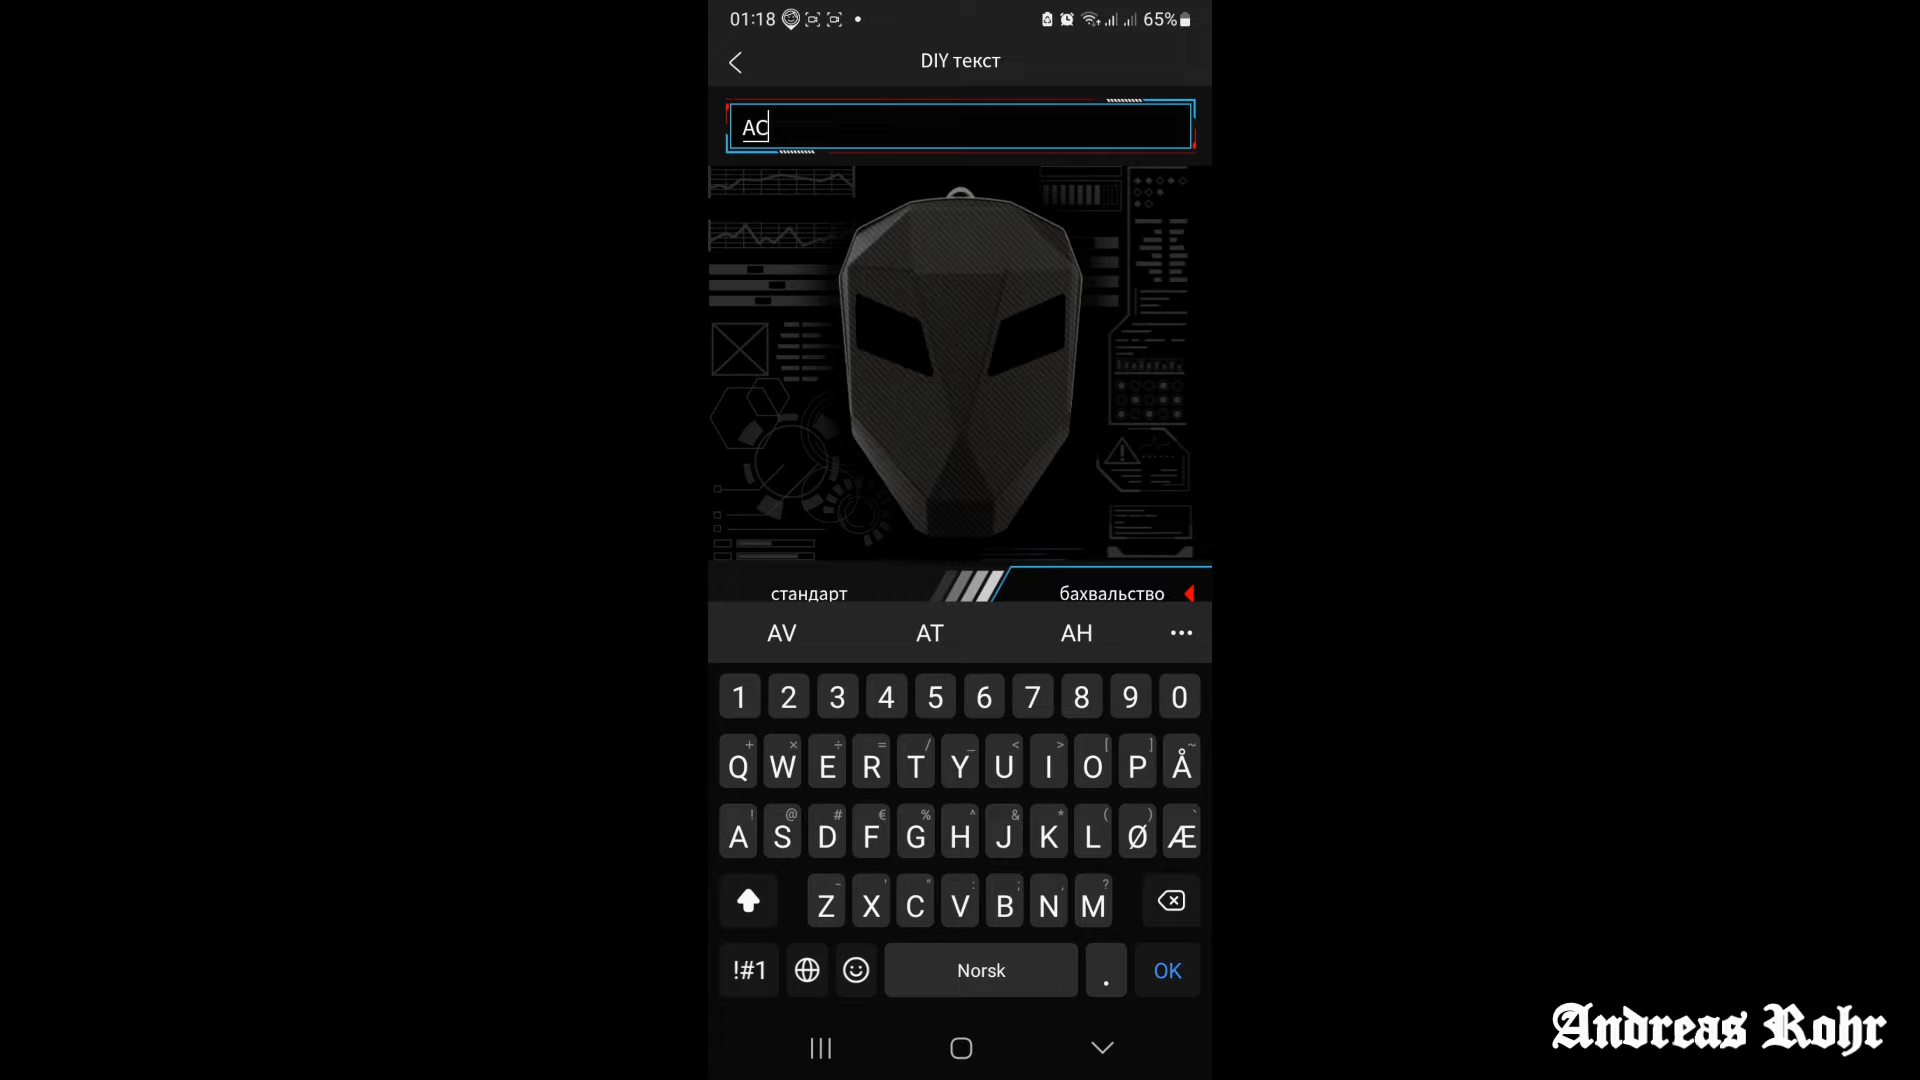 01:18 65%
DIY текст
AC
стандарт бахвальство
AV AT AH •••
1 2 3 4 5 6 7 8 9 0
+ × ÷ = / _ < > [ ] ~
Q W E R T Y U I O P Å
! @ # € % ^ & * ( ) `
A S D F G H J K L Ø Æ
- ' " : ; , ?
Z X C V B N M
!#1 Norsk . OK
Andreas Rohr